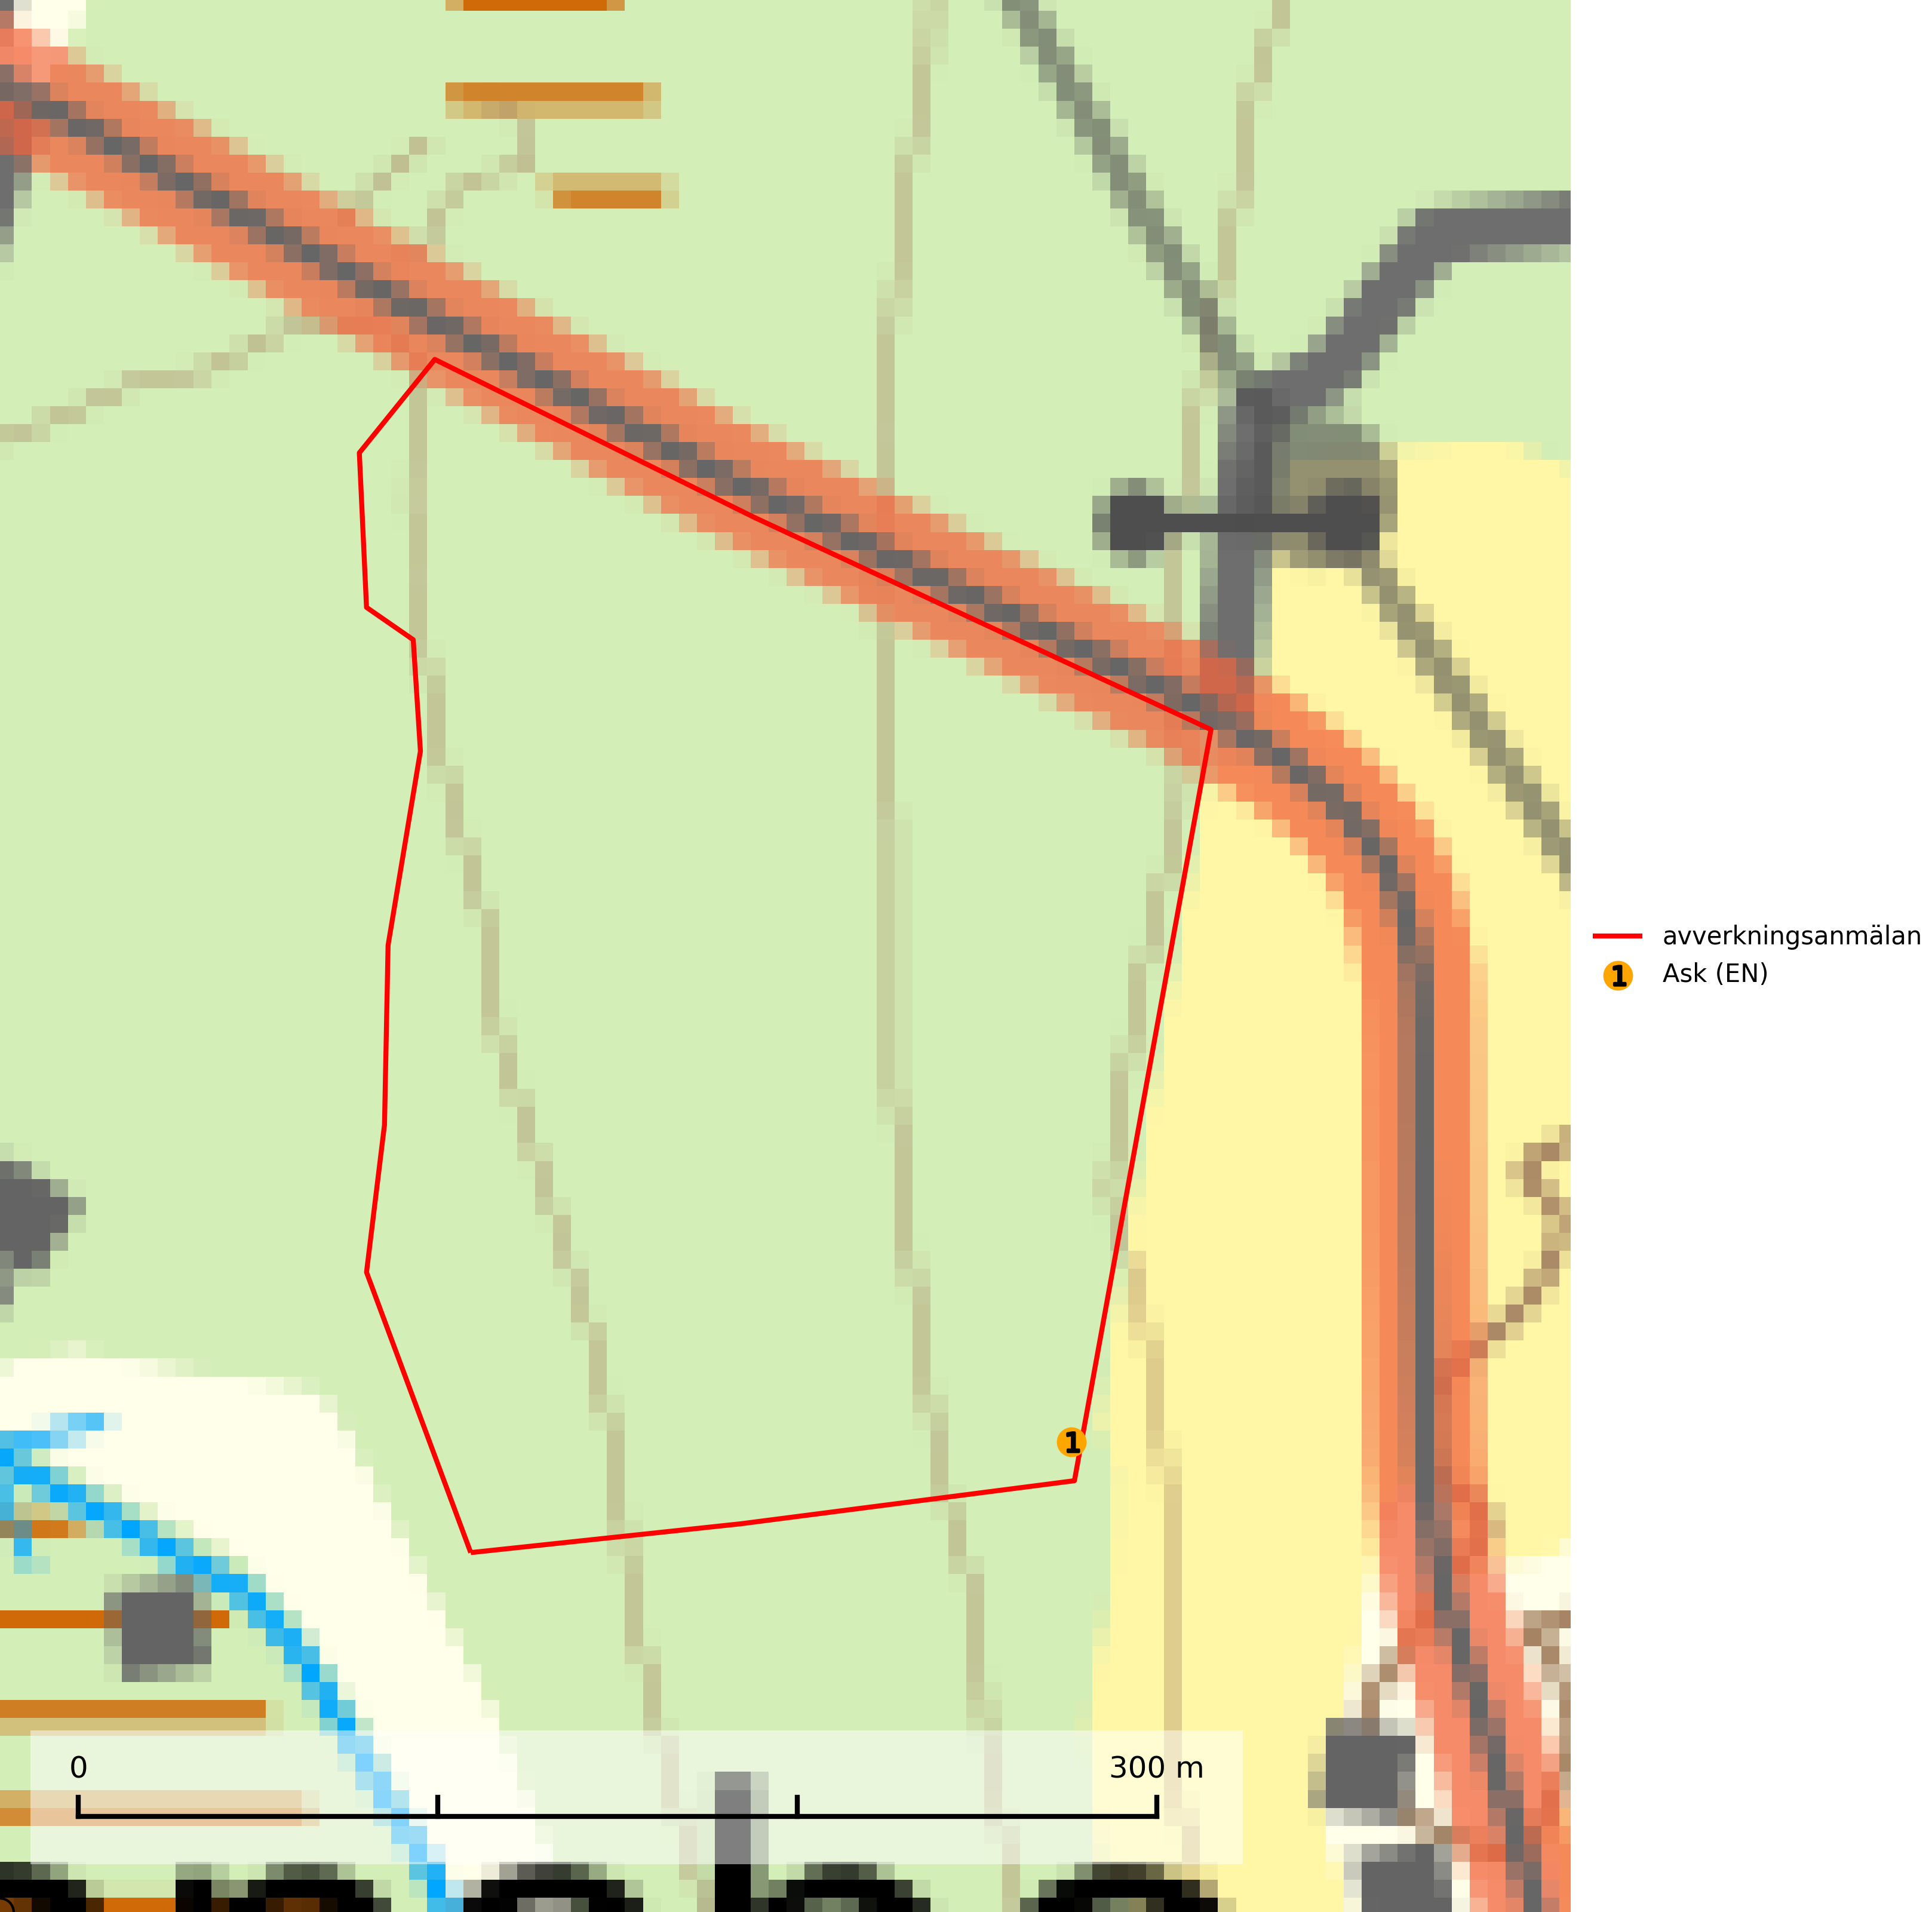 avverkningsanmälan
1 Ask (EN)
1
0 300 m